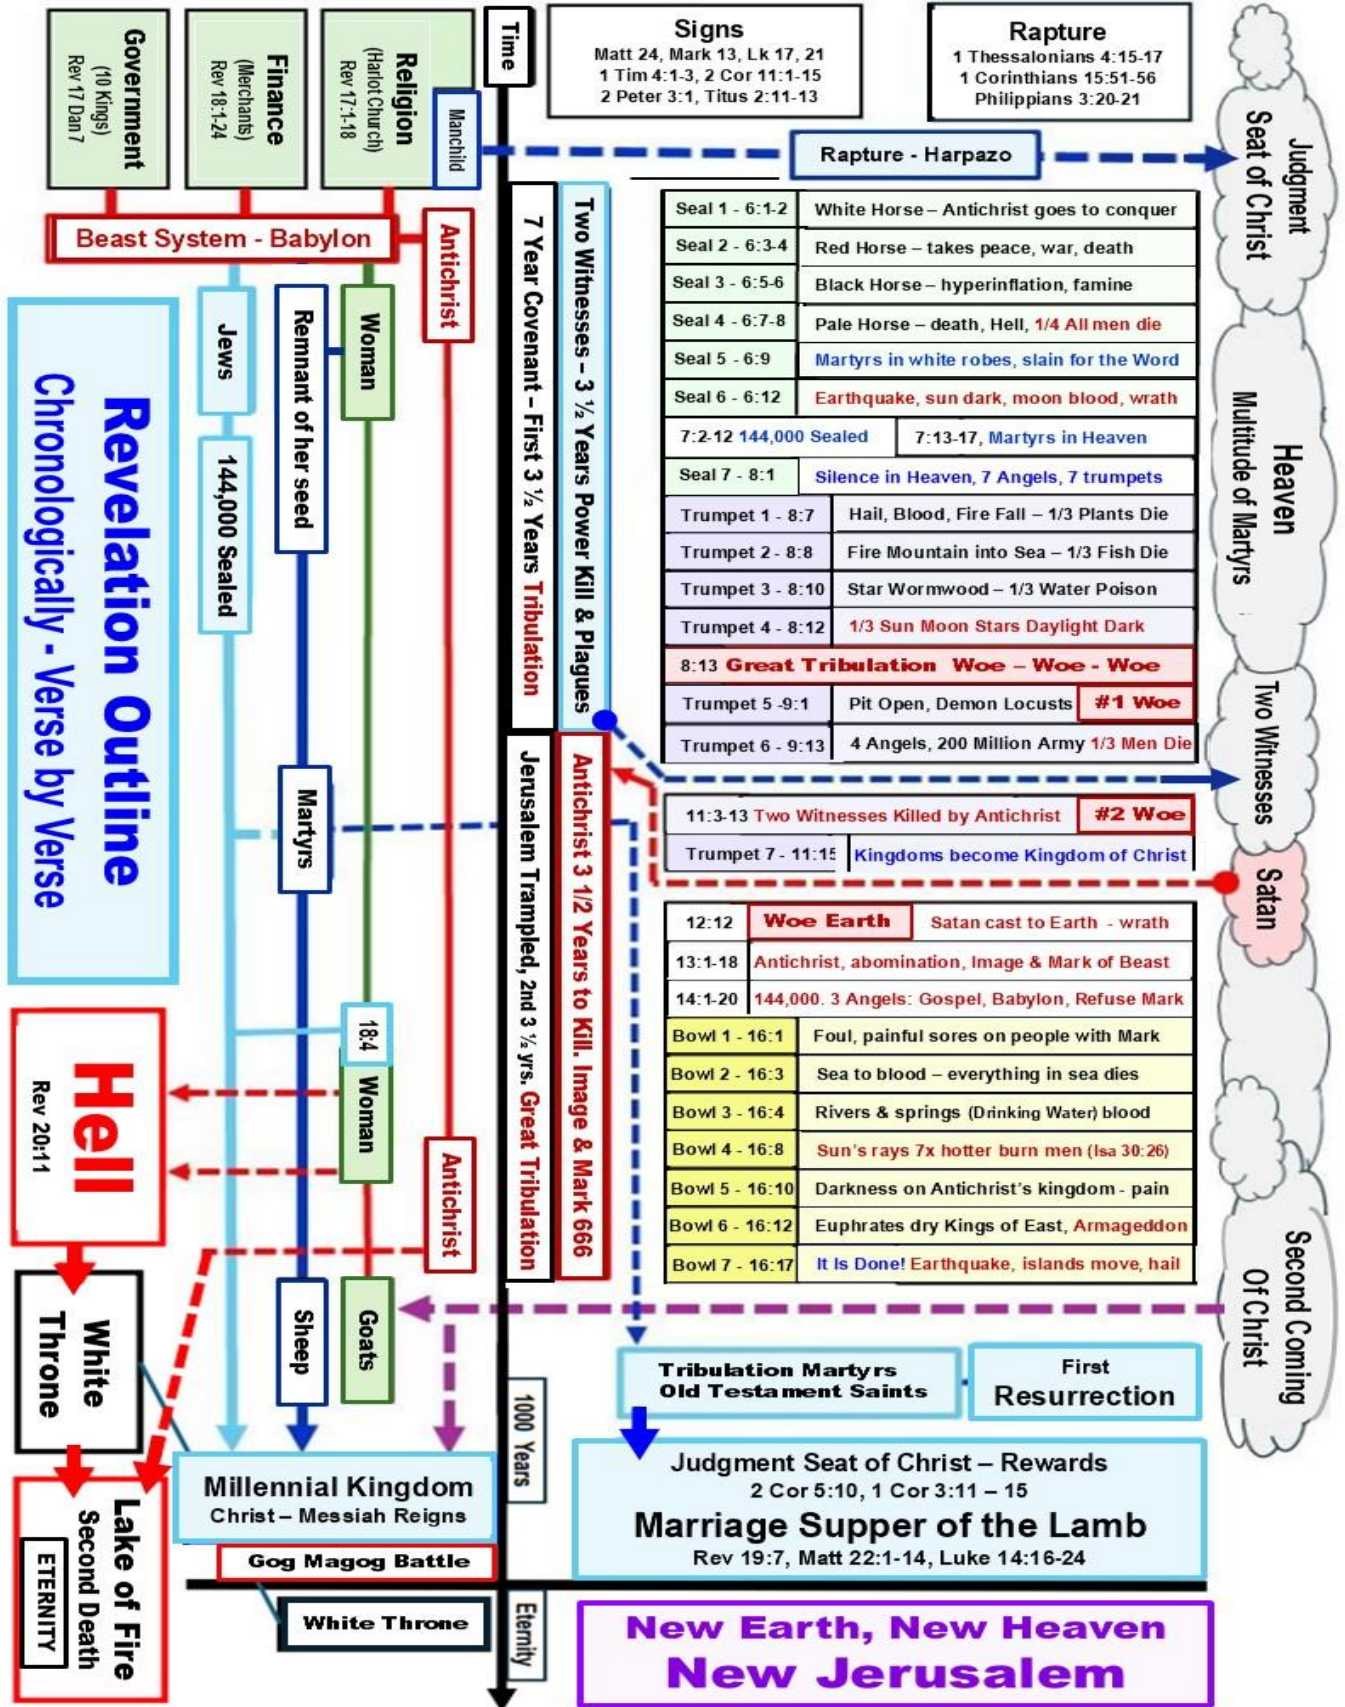 Signs
Matt 24, Mark 13, Lk 17, 21
1 Tim 4:1-3, 2 Cor 11:1-15
2 Peter 3:1, Titus 2:11-13
Rapture
1 Thessalonians 4:15-17
1 Corinthians 15:51-56
Philippians 3:20-21
Time
Religion
(Harlot Church)
Rev 17:1-18
Manchild
Finance
(Merchants)
Rev 18:1-24
Government
(10 Kings)
Rev 17 Dan 7
Rapture - Harpazo
Judgment
Seat of Christ
Beast System - Babylon
Antichrist
Woman
Remnant of her seed
Jews
144,000 Sealed
Revelation Outline
Chronologically - Verse by Verse
7 Year Covenant – First 3 ½ Years Tribulation
Two Witnesses – 3 ½ Years Power Kill & Plagues
Seal 1 - 6:1-2 White Horse – Antichrist goes to conquer
Seal 2 - 6:3-4 Red Horse – takes peace, war, death
Seal 3 - 6:5-6 Black Horse – hyperinflation, famine
Seal 4 - 6:7-8 Pale Horse – death, Hell, 1/4 All men die
Seal 5 - 6:9 Martyrs in white robes, slain for the Word
Seal 6 - 6:12 Earthquake, sun dark, moon blood, wrath
7:2-12 144,000 Sealed 7:13-17, Martyrs in Heaven
Seal 7 - 8:1 Silence in Heaven, 7 Angels, 7 trumpets
Trumpet 1 - 8:7 Hail, Blood, Fire Fall – 1/3 Plants Die
Trumpet 2 - 8:8 Fire Mountain into Sea – 1/3 Fish Die
Trumpet 3 - 8:10 Star Wormwood – 1/3 Water Poison
Trumpet 4 - 8:12 1/3 Sun Moon Stars Daylight Dark
8:13 Great Tribulation Woe – Woe - Woe
Trumpet 5 -9:1 Pit Open, Demon Locusts #1 Woe
Trumpet 6 - 9:13 4 Angels, 200 Million Army 1/3 Men Die
Heaven
Multitude of Martyrs
Two Witnesses
11:3-13 Two Witnesses Killed by Antichrist #2 Woe
Trumpet 7 - 11:15 Kingdoms become Kingdom of Christ
Satan
Martyrs
Jerusalem Trampled, 2nd 3 ½ yrs. Great Tribulation
Antichrist 3 1/2 Years to Kill. Image & Mark 666
12:12 Woe Earth Satan cast to Earth - wrath
13:1-18 Antichrist, abomination, Image & Mark of Beast
14:1-20 144,000. 3 Angels: Gospel, Babylon, Refuse Mark
Bowl 1 - 16:1 Foul, painful sores on people with Mark
Bowl 2 - 16:3 Sea to blood – everything in sea dies
Bowl 3 - 16:4 Rivers & springs (Drinking Water) blood
Bowl 4 - 16:8 Sun's rays 7x hotter burn men (Isa 30:26)
Bowl 5 - 16:10 Darkness on Antichrist's kingdom - pain
Bowl 6 - 16:12 Euphrates dry Kings of East, Armageddon
Bowl 7 - 16:17 It Is Done! Earthquake, islands move, hail
18:4
Woman
Antichrist
Hell
Rev 20:11
Second Coming
Of Christ
Goats
Sheep
White
Throne
Tribulation Martyrs
Old Testament Saints
First
Resurrection
1000 Years
Millennial Kingdom
Christ – Messiah Reigns
Judgment Seat of Christ – Rewards
2 Cor 5:10, 1 Cor 3:11 – 15
Marriage Supper of the Lamb
Rev 19:7, Matt 22:1-14, Luke 14:16-24
Gog Magog Battle
Lake of Fire
Second Death
ETERNITY
White Throne
Eternity
New Earth, New Heaven
New Jerusalem